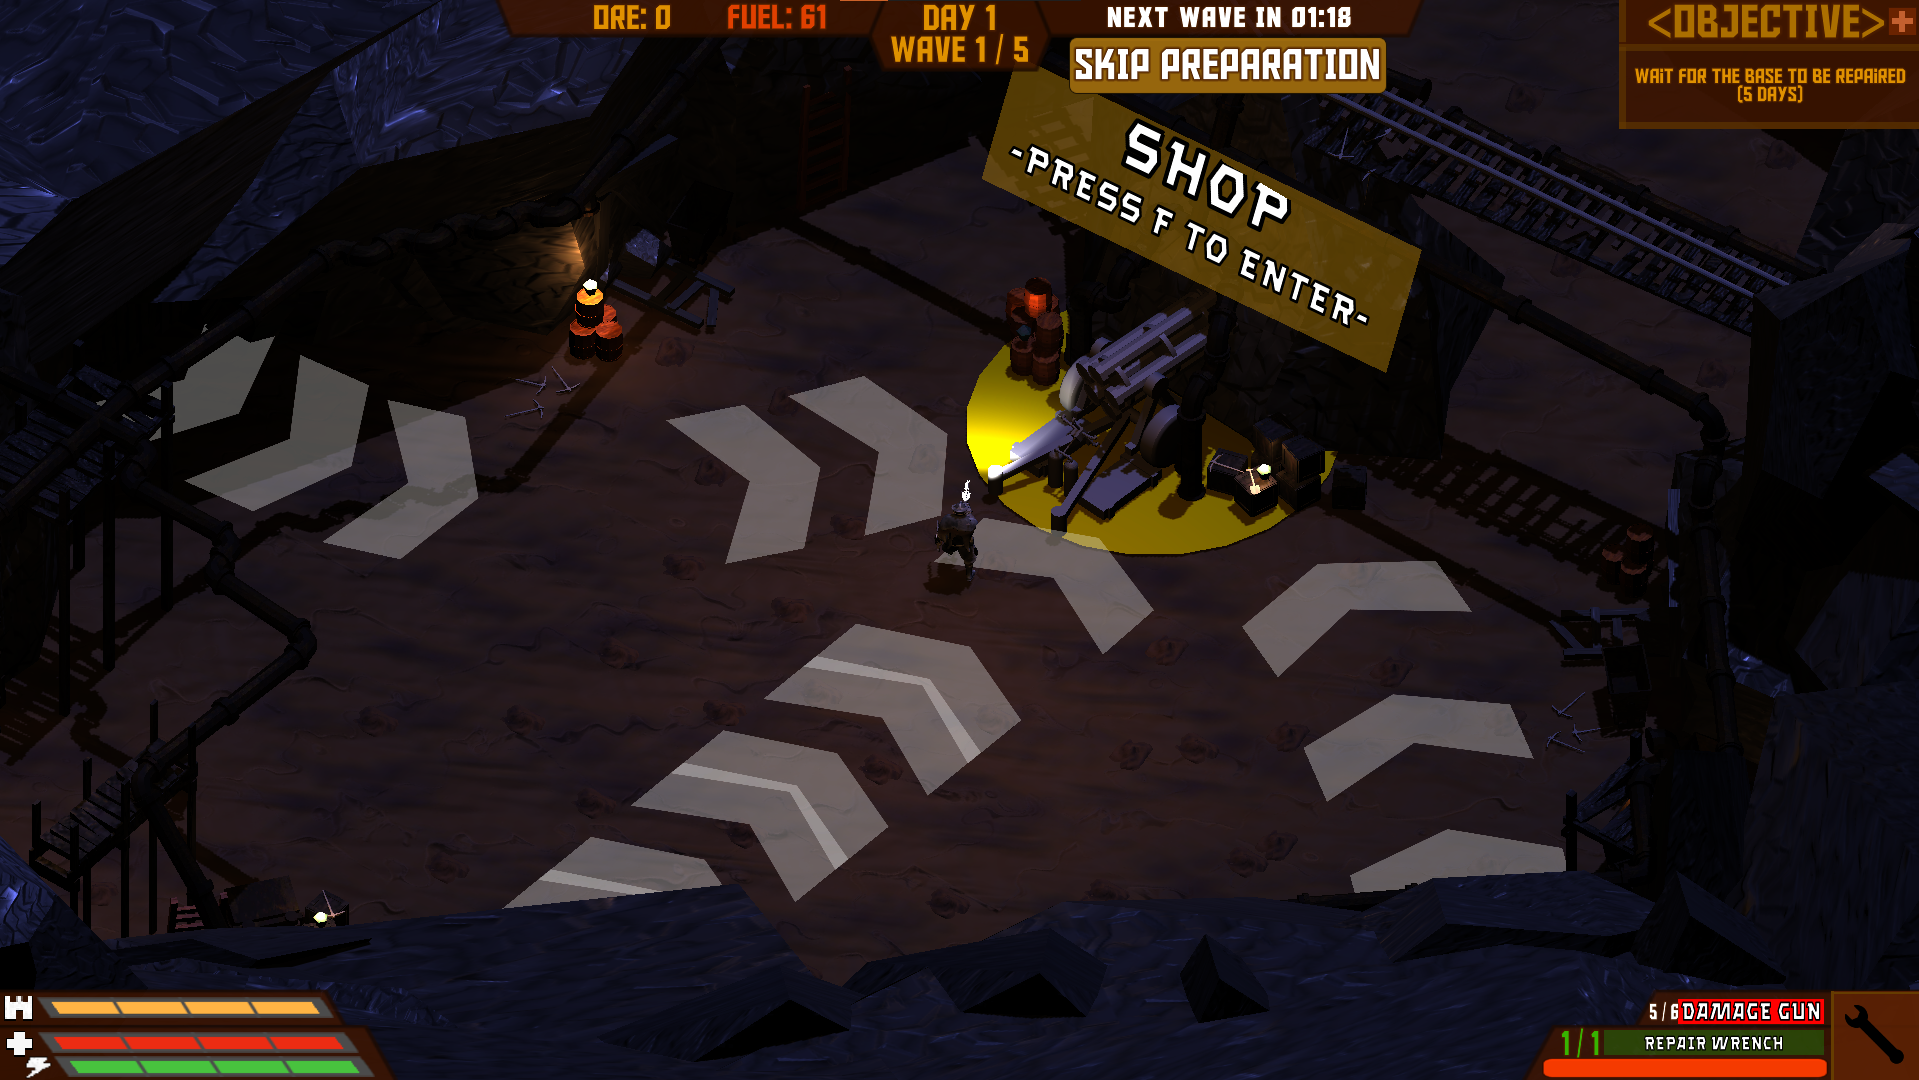 ORE: 0
FUEL: 61
DAY 1
WAVE 1 / 5
NEXT WAVE IN 01:18
SKIP PREPARATION
<OBJECTIVE>
WAIT FOR THE BASE TO BE REPAIRED
(5 DAYS)
SHOP
-PRESS F TO ENTER-
5/6 DAMAGE GUN
1/1 REPAIR WRENCH